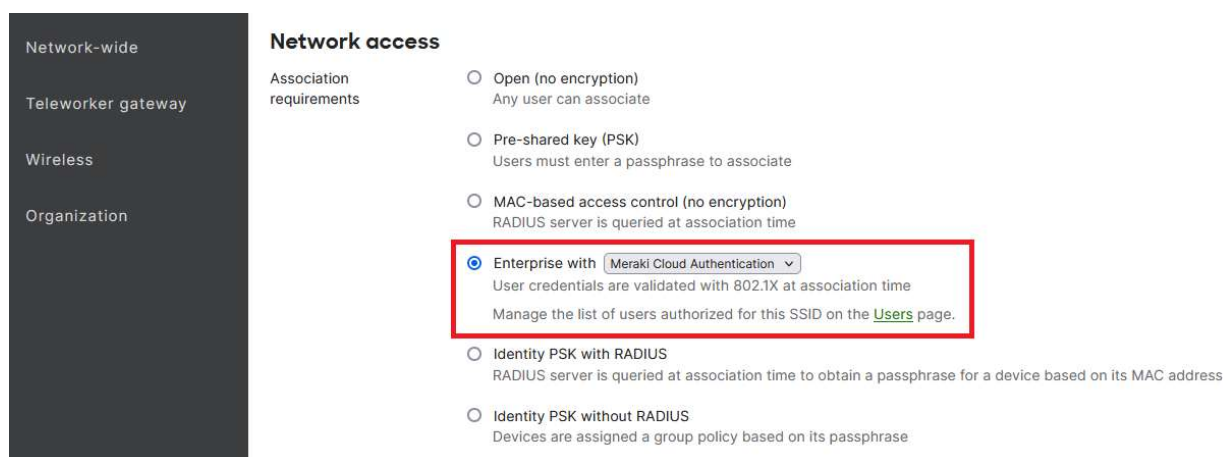 Network-wide
Teleworker gateway
Wireless
Organization
Network access
Association
requirements
Open (no encryption)
Any user can associate
Pre-shared key (PSK)
Users must enter a passphrase to associate
MAC-based access control (no encryption)
RADIUS server is queried at association time
Enterprise with Meraki Cloud Authentication
User credentials are validated with 802.1X at association time
Manage the list of users authorized for this SSID on the Users page.
Identity PSK with RADIUS
RADIUS server is queried at association time to obtain a passphrase for a device based on its MAC address
Identity PSK without RADIUS
Devices are assigned a group policy based on its passphrase